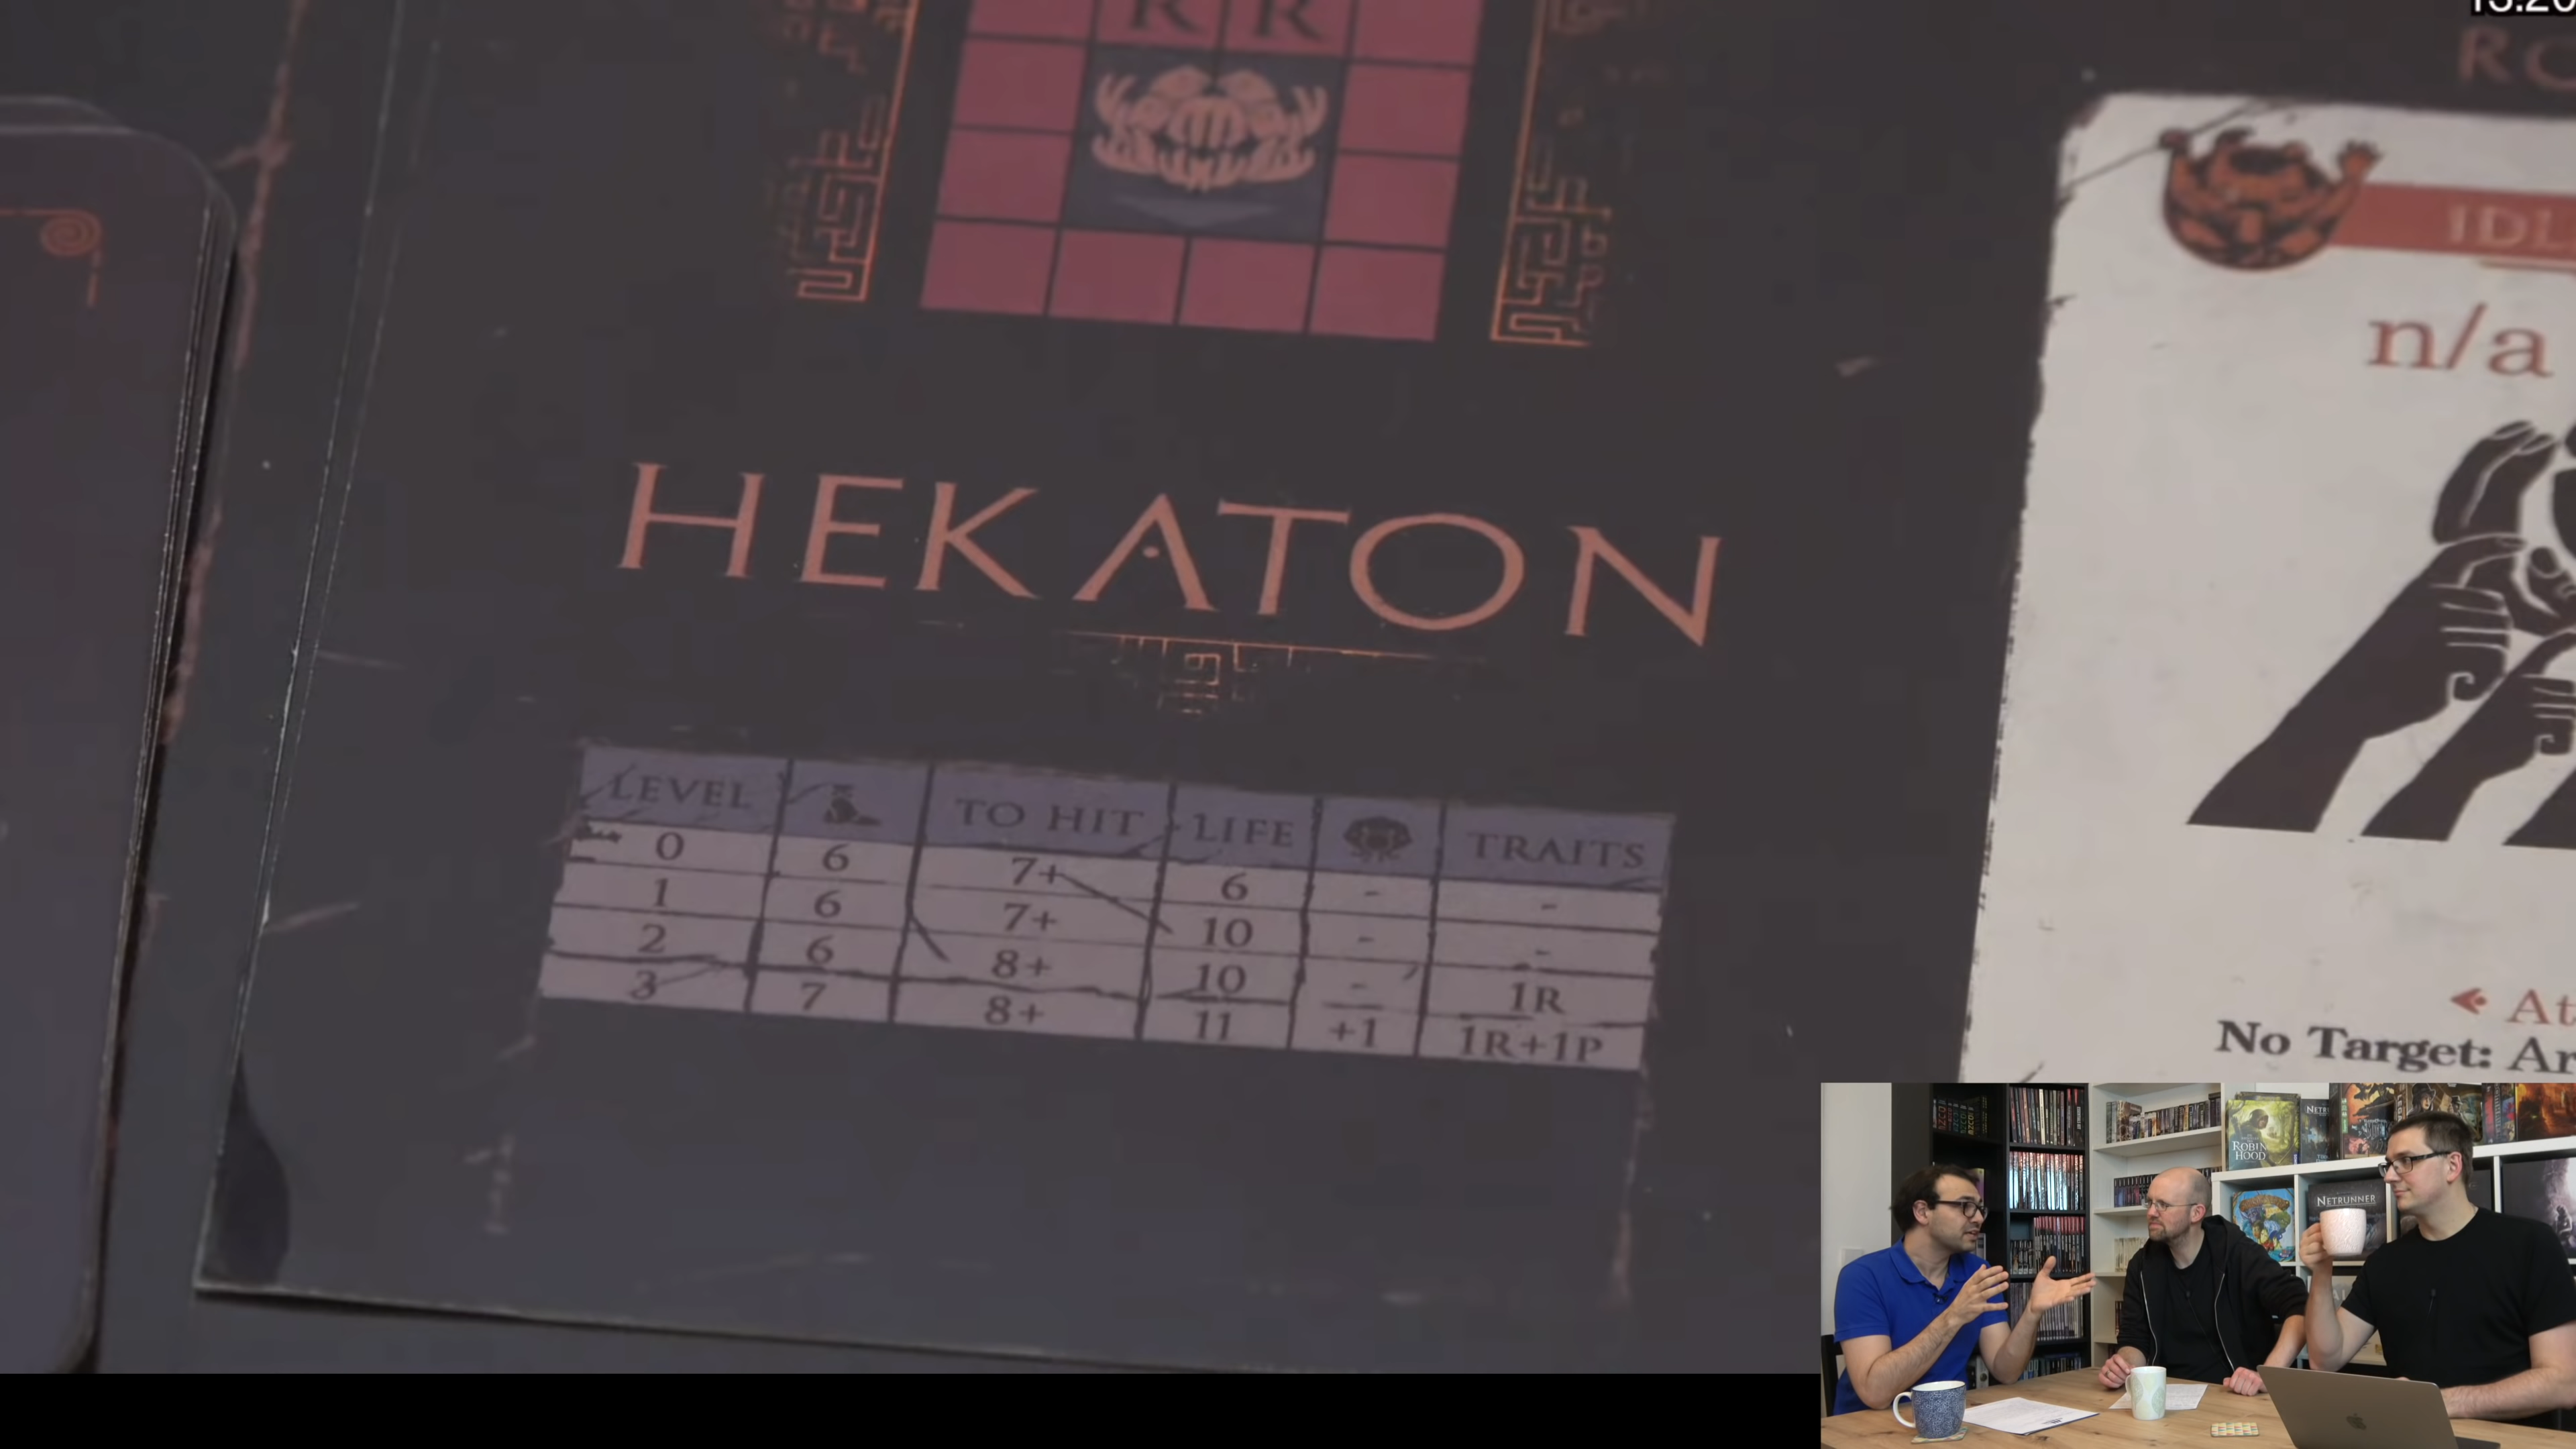 R R
HEKATON
LEVEL TO HIT LIFE TRAITS
0 6 7+ 6 - -
1 6 7+ 10 - -
2 6 8+ 10 - 1R
3 7 8+ 11 +1 1R+1P
n/a
No Target:
ROBIN
HOOD
NETRUNNER